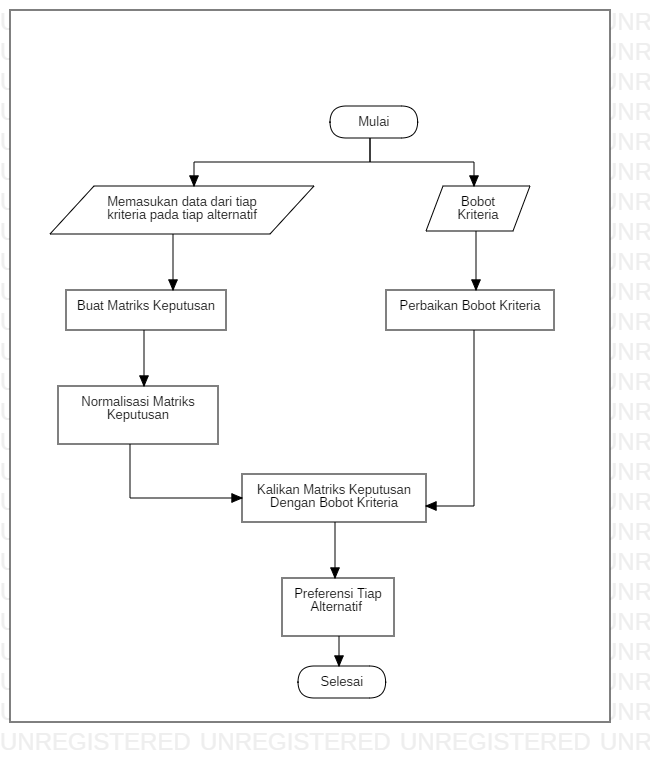 Mulai
Memasukan data dari tiap
kriteria pada tiap alternatif
Bobot
Kriteria
Buat Matriks Keputusan
Perbaikan Bobot Kriteria
Normalisasi Matriks
Keputusan
Kalikan Matriks Keputusan
Dengan Bobot Kriteria
Preferensi Tiap
Alternatif
Selesai
UNREGISTERED UNREGISTERED UNREGISTERED UNR